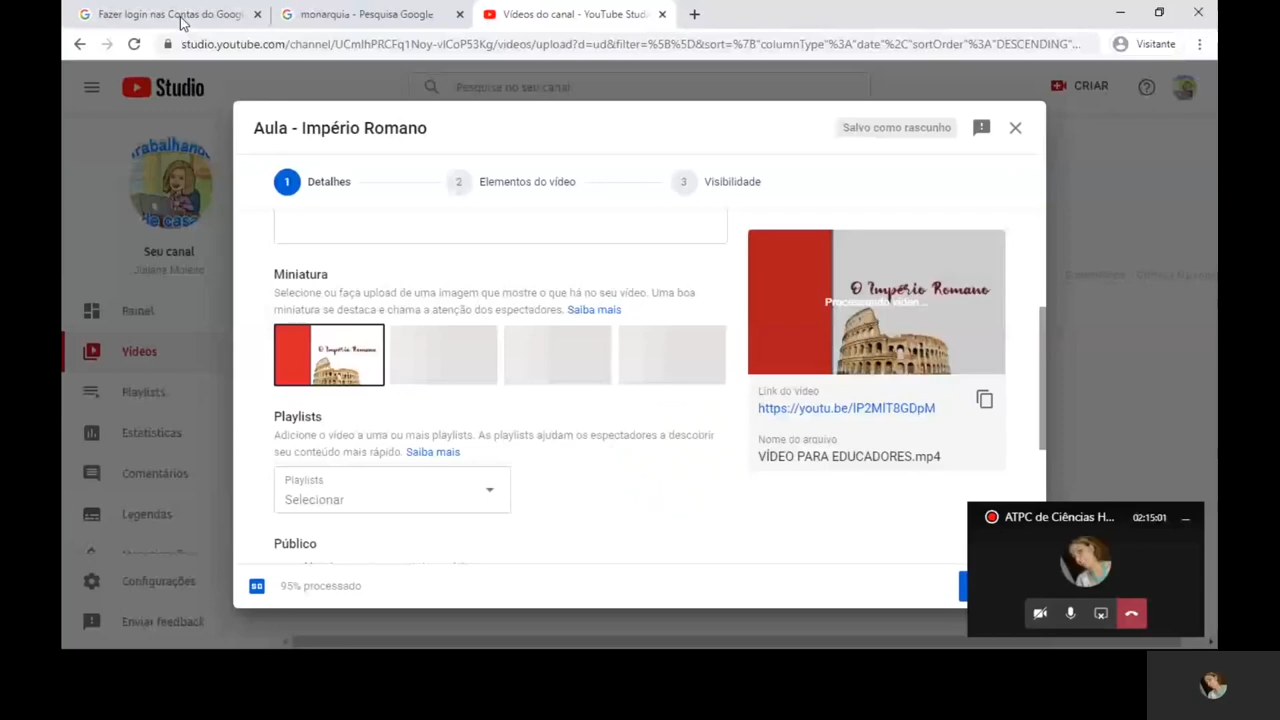 Fazer login nas Contas do Googl
monarquia - Pesquisa Google
Vídeos do canal - YouTube Studi
studio.youtube.com/channel/UCmIhPRCFq1Noy-vlCoP53Kg/videos/upload?d=ud&filter=%5B%5D&sort=%7B"columnType"%3A"date"%2C"sortOrder"%3A"DESCENDING"...
Visitante
Studio
Pesquise no seu canal
CRIAR
Trabalhando
de casa
Seu canal
Painel
Vídeos
Playlists
Estatísticas
Comentários
Legendas
Configurações
Enviar feedback
Aula - Império Romano
Salvo como rascunho
1 Detalhes
2 Elementos do vídeo
3 Visibilidade
Miniatura
Selecione ou faça upload de uma imagem que mostre o que há no seu vídeo. Uma boa
miniatura se destaca e chama a atenção dos espectadores. Saiba mais
O Império Romano
Playlists
Adicione o vídeo a uma ou mais playlists. As playlists ajudam os espectadores a descobrir
seu conteúdo mais rápido. Saiba mais
Playlists
Selecionar
Público
SD 95% processado
O Império Romano
Processando vídeo...
Link do vídeo
https://youtu.be/lP2MlT8GDpM
Nome do arquivo
VÍDEO PARA EDUCADORES.mp4
ATPC de Ciências H...
02:15:01